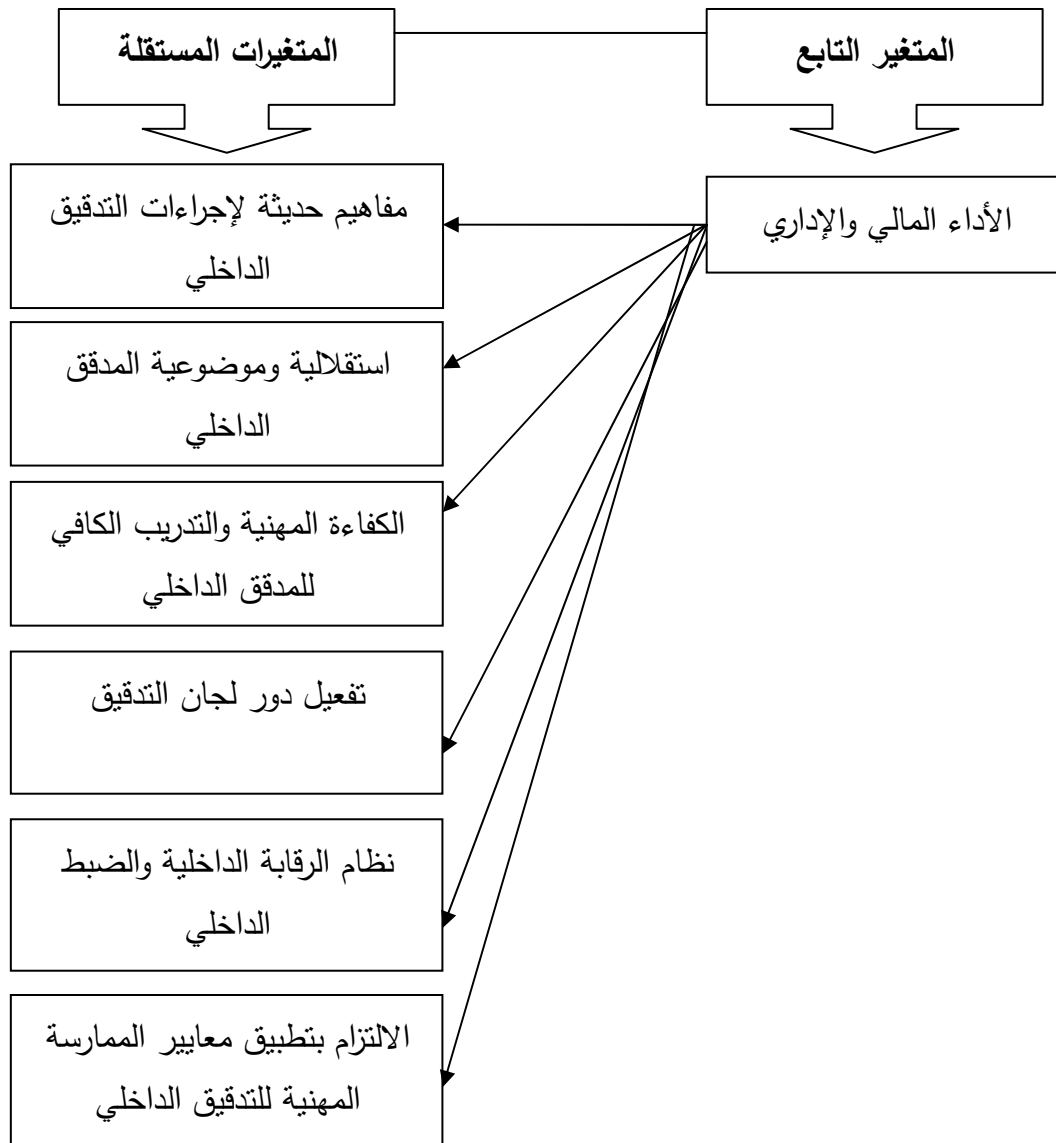 المتغير التابع
المتغيرات المستقلة
الأداء المالي والإداري
مفاهيم حديثة لإجراءات التدقيق
الداخلي
استقلالية وموضوعية المدقق
الداخلي
الكفاءة المهنية والتدريب الكافي
للمدقق الداخلي
تفعيل دور لجان التدقيق
نظام الرقابة الداخلية والضبط
الداخلي
الالتزام بتطبيق معايير الممارسة
المهنية للتدقيق الداخلي